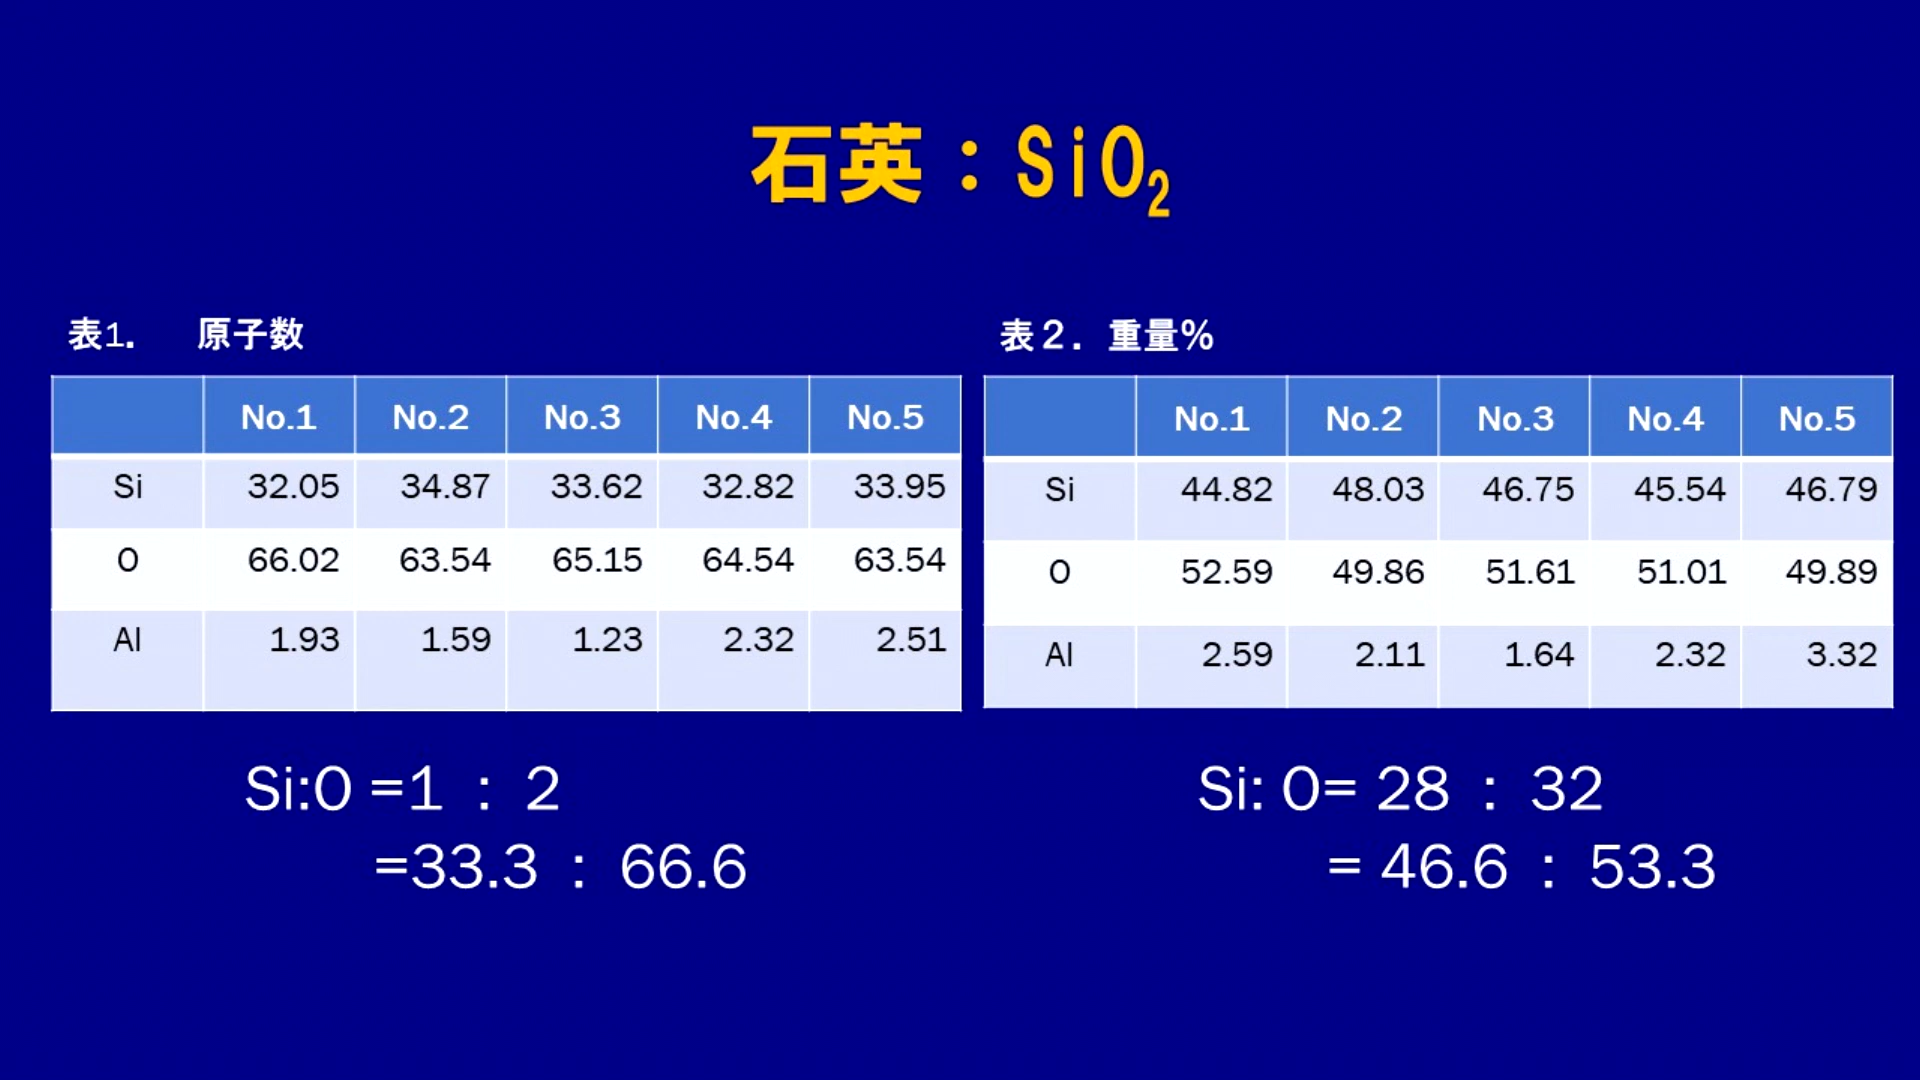 石英：SiO₂
表1.　原子数
No.1 No.2 No.3 No.4 No.5
Si 32.05 34.87 33.62 32.82 33.95
O 66.02 63.54 65.15 64.54 63.54
Al 1.93 1.59 1.23 2.32 2.51
Si:O =1 : 2
=33.3 : 66.6
表２．重量%
No.1 No.2 No.3 No.4 No.5
Si 44.82 48.03 46.75 45.54 46.79
O 52.59 49.86 51.61 51.01 49.89
Al 2.59 2.11 1.64 2.32 3.32
Si: O= 28 : 32
= 46.6 : 53.3